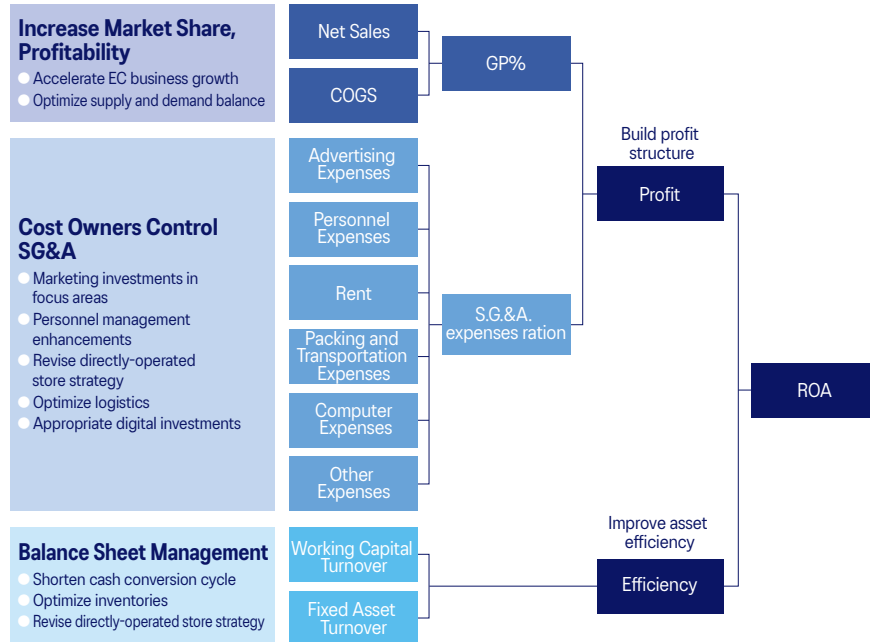 Increase Market Share,
Profitability
Accelerate EC business growth
Optimize supply and demand balance
Net Sales
COGS
GP%
Cost Owners Control
SG&A
Marketing investments in
focus areas
Personnel management
enhancements
Revise directly-operated
store strategy
Optimize logistics
Appropriate digital investments
Advertising
Expenses
Personnel
Expenses
Rent
Packing and
Transportation
Expenses
Computer
Expenses
Other
Expenses
S.G.&A.
expenses ration
Build profit
structure
Profit
ROA
Balance Sheet Management
Shorten cash conversion cycle
Optimize inventories
Revise directly-operated store strategy
Working Capital
Turnover
Fixed Asset
Turnover
Improve asset
efficiency
Efficiency